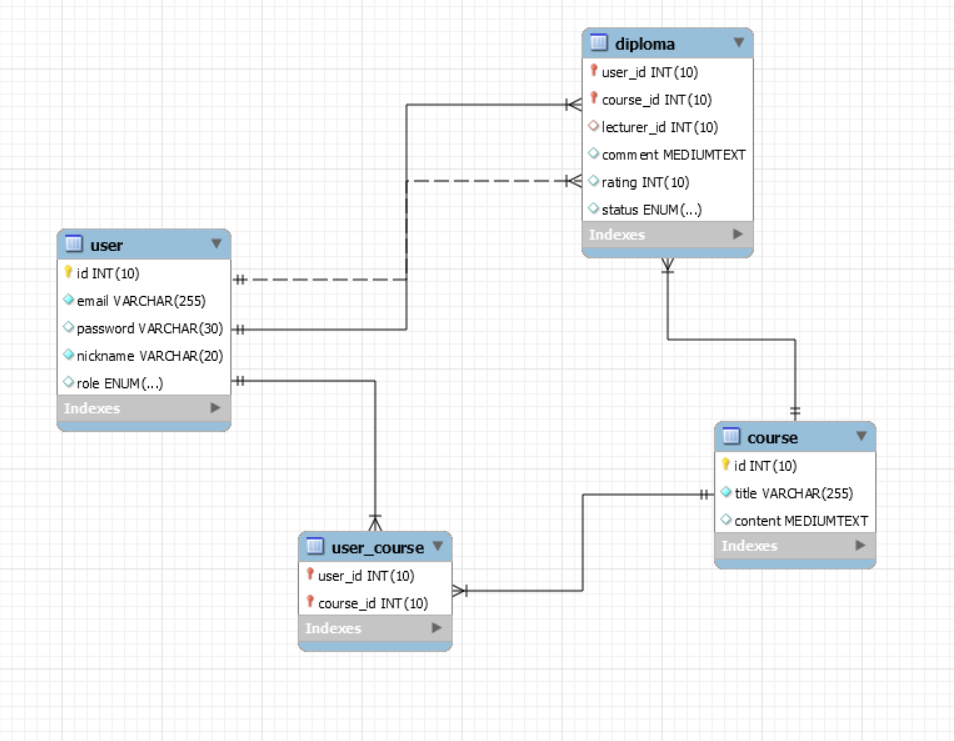 diploma
user_id INT(10)
course_id INT(10)
lecturer_id INT(10)
comment MEDIUMTEXT
rating INT(10)
status ENUM(...)
Indexes
user
id INT(10)
email VARCHAR(255)
password VARCHAR(30)
nickname VARCHAR(20)
role ENUM(...)
Indexes
course
id INT(10)
title VARCHAR(255)
content MEDIUMTEXT
Indexes
user_course
user_id INT(10)
course_id INT(10)
Indexes